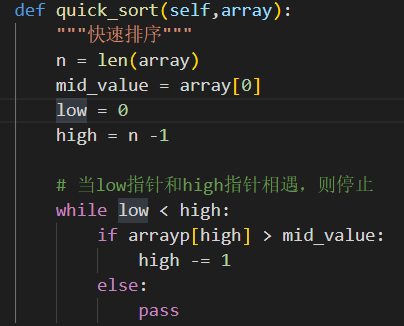 def quick_sort(self,array):
    """快速排序"""
    n = len(array)
    mid_value = array[0]
    low = 0
    high = n -1
    # 当low指针和high指针相遇，则停止
    while low < high:
        if arrayp[high] > mid_value:
            high -= 1
        else:
            pass